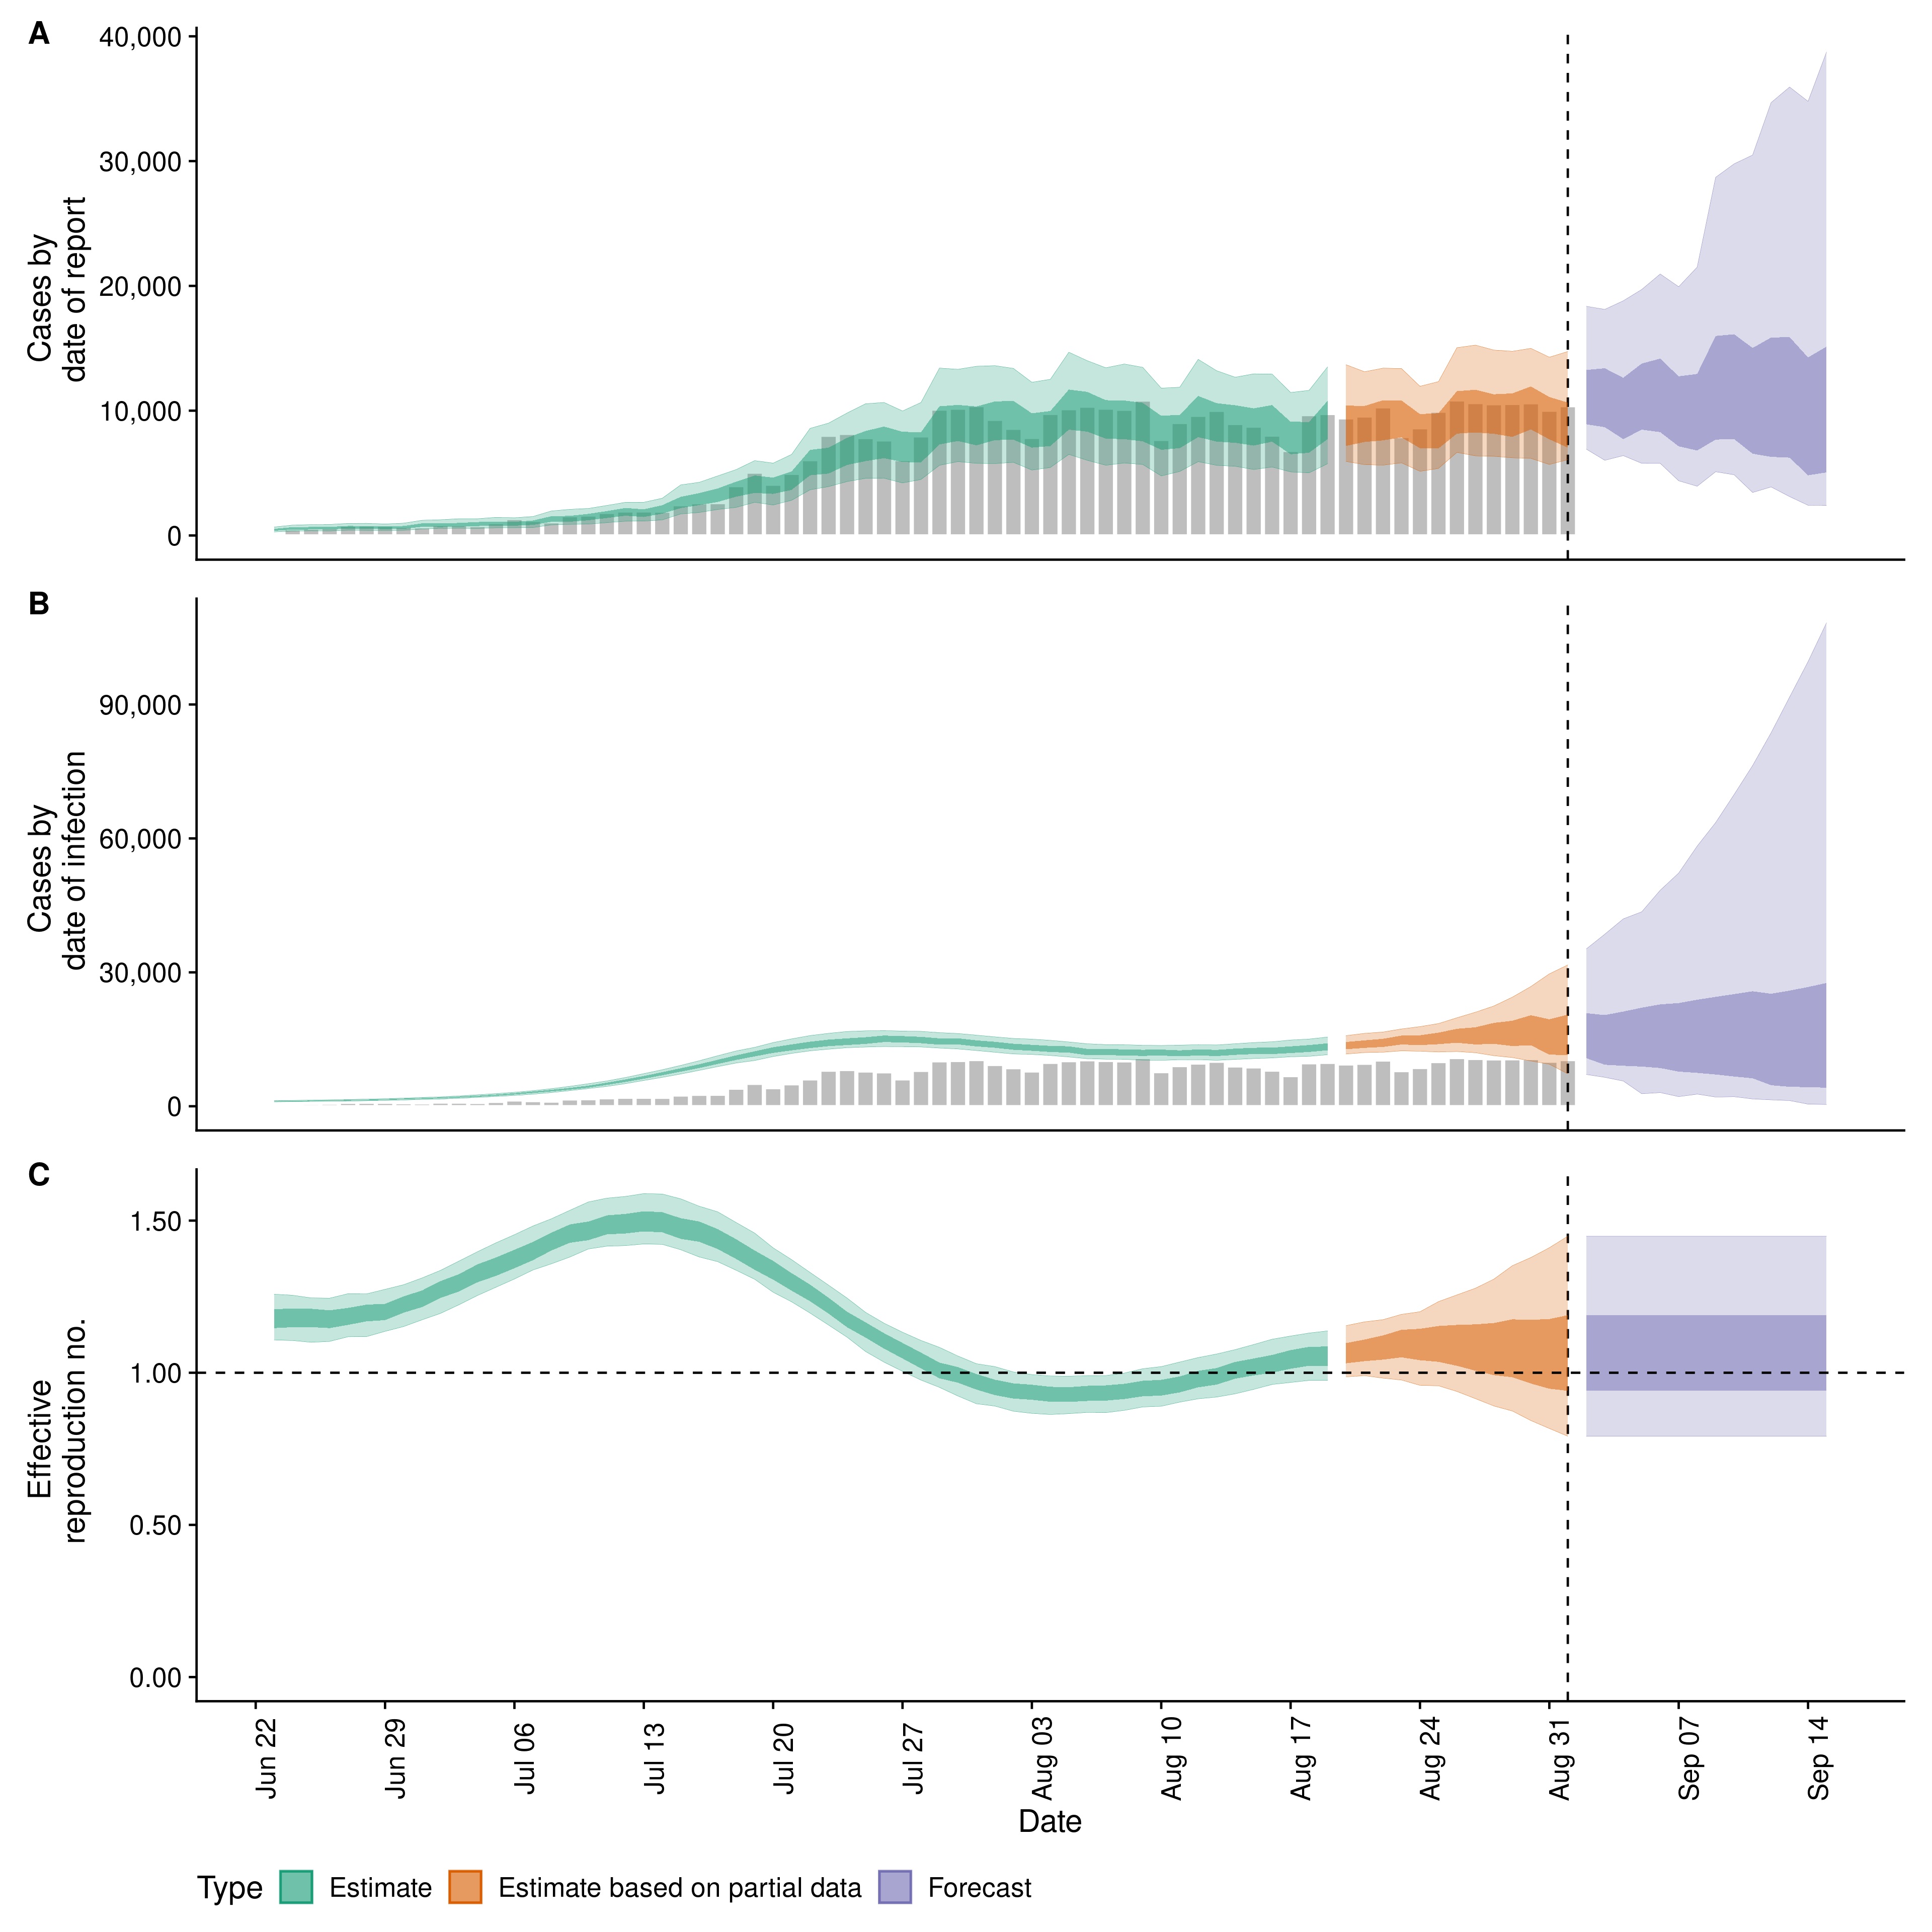 A
40,000
30,000
20,000
10,000
0
Cases by
date of report
B
90,000
60,000
30,000
0
Cases by
date of infection
C
1.50
1.00
0.50
0.00
Effective
reproduction no.
Jun 22
Jun 29
Jul 06
Jul 13
Jul 20
Jul 27
Aug 03
Aug 10
Aug 17
Aug 24
Aug 31
Sep 07
Sep 14
Date
Type Estimate Estimate based on partial data Forecast